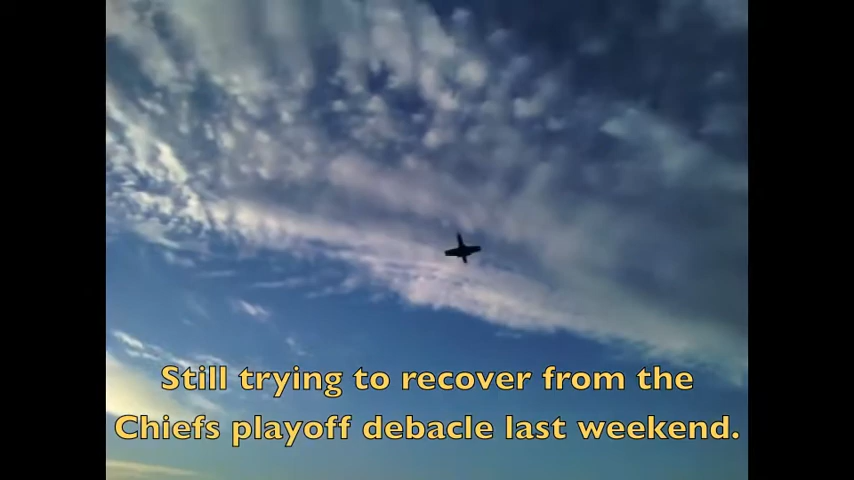 Still trying to recover from the
Chiefs playoff debacle last weekend.